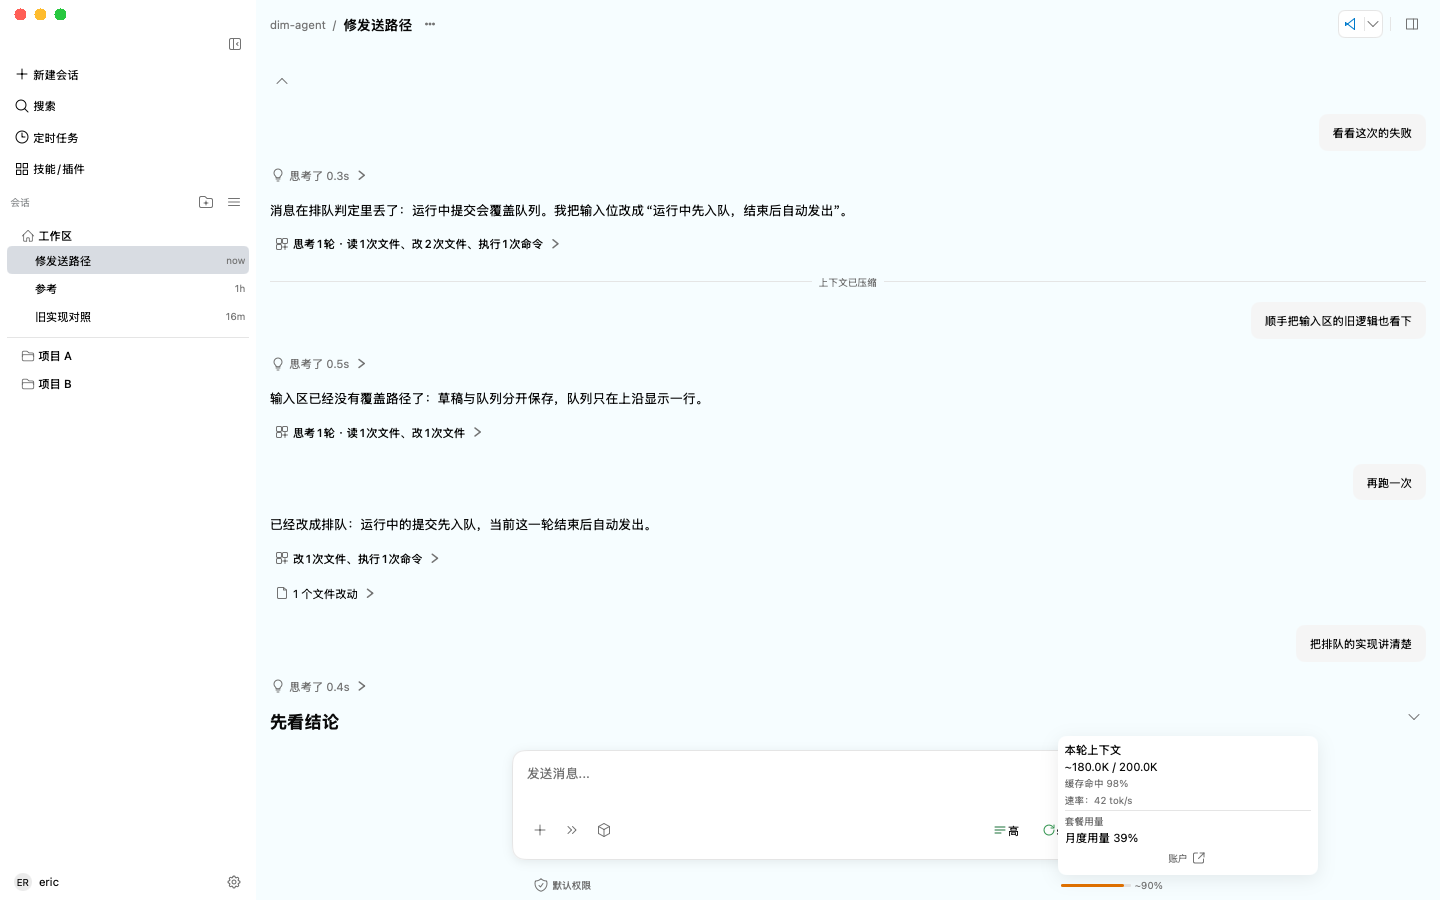 dim-agent / 修发送路径 ···
新建会话
搜索
定时任务
技能/插件
会话
工作区
修发送路径 now
参考 1h
旧实现对照 16m
项目 A
项目 B
ER eric
看看这次的失败
思考了 0.3s
消息在排队判定里丢了：运行中提交会覆盖队列。我把输入位改成“运行中先入队，结束后自动发出”。
思考1轮 · 读1次文件、改2次文件、执行1次命令
上下文已压缩
顺手把输入区的旧逻辑也看下
思考了 0.5s
输入区已经没有覆盖路径了：草稿与队列分开保存，队列只在上沿显示一行。
思考1轮 · 读1次文件、改1次文件
再跑一次
已经改成排队：运行中的提交先入队，当前这一轮结束后自动发出。
改1次文件、执行1次命令
1 个文件改动
把排队的实现讲清楚
思考了 0.4s
先看结论
发送消息...
高
本轮上下文
~180.0K / 200.0K
缓存命中 98%
速率：42 tok/s
套餐用量
月度用量 39%
账户
默认权限
~90%